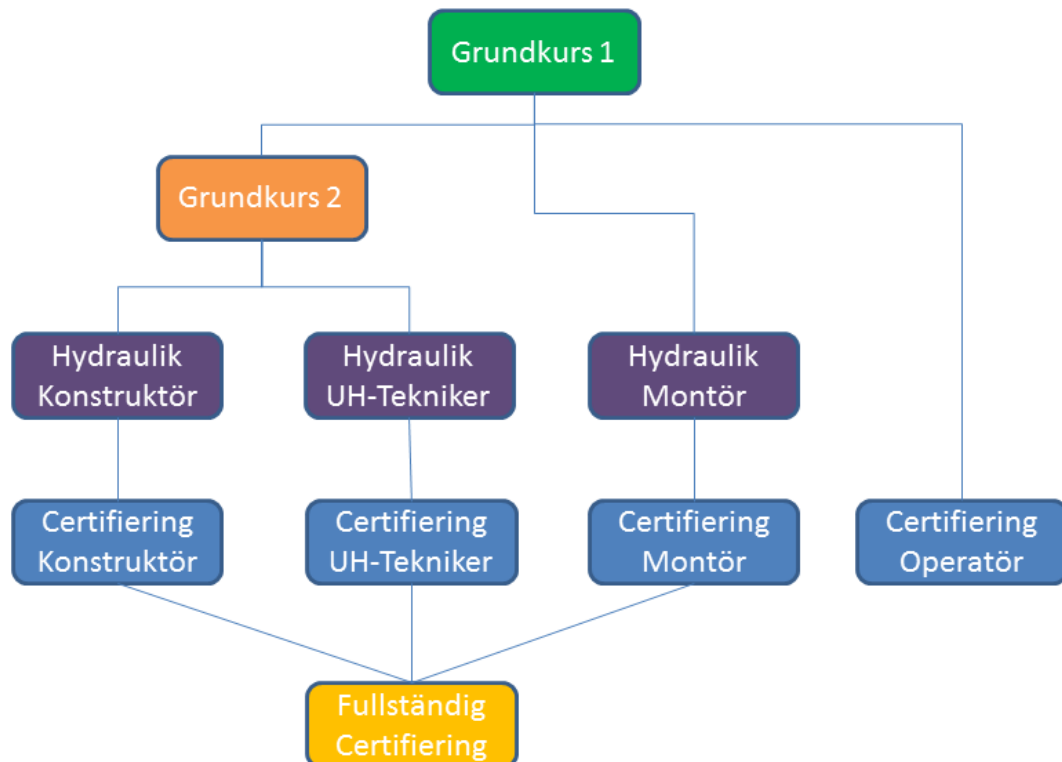 Grundkurs 1
Grundkurs 2
Hydraulik
Konstruktör
Hydraulik
UH-Tekniker
Hydraulik
Montör
Certifiering
Konstruktör
Certifiering
UH-Tekniker
Certifiering
Montör
Certifiering
Operatör
Fullständig
Certifiering